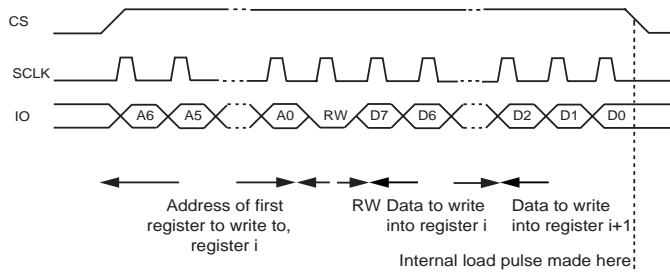 CS
SCLK
IO
A6 A5 A0 RW D7 D6 D2 D1 D0
Address of first
register to write to,
register i
RW
Data to write
into register i
Data to write
into register i+1
Internal load pulse made here